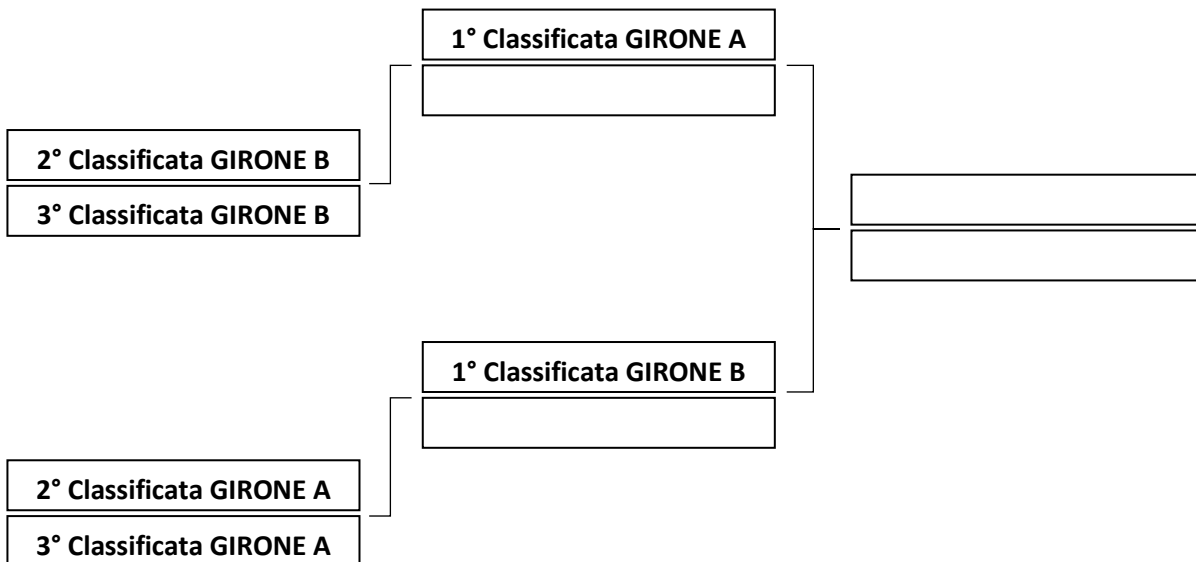 1° Classificata GIRONE A
2° Classificata GIRONE B
3° Classificata GIRONE B
1° Classificata GIRONE B
2° Classificata GIRONE A
3° Classificata GIRONE A